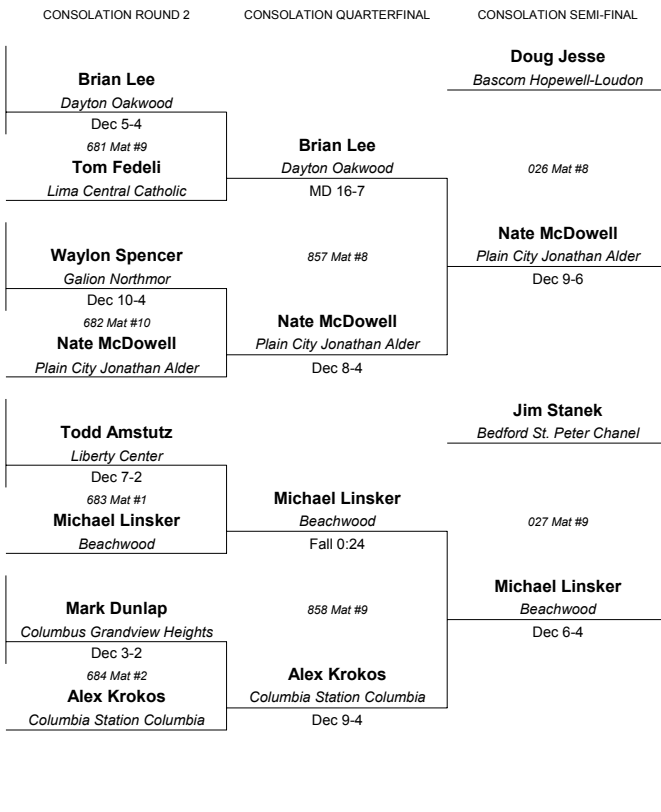 CONSOLATION ROUND 2
CONSOLATION QUARTERFINAL
CONSOLATION SEMI-FINAL
Brian Lee
Dayton Oakwood
Dec 5-4
681 Mat #9
Tom Fedeli
Lima Central Catholic
Waylon Spencer
Galion Northmor
Dec 10-4
682 Mat #10
Nate McDowell
Plain City Jonathan Alder
Todd Amstutz
Liberty Center
Dec 7-2
683 Mat #1
Michael Linsker
Beachwood
Mark Dunlap
Columbus Grandview Heights
Dec 3-2
684 Mat #2
Alex Krokos
Columbia Station Columbia
Brian Lee
Dayton Oakwood
MD 16-7
857 Mat #8
Nate McDowell
Plain City Jonathan Alder
Dec 8-4
Michael Linsker
Beachwood
Fall 0:24
858 Mat #9
Alex Krokos
Columbia Station Columbia
Dec 9-4
Doug Jesse
Bascom Hopewell-Loudon
026 Mat #8
Nate McDowell
Plain City Jonathan Alder
Dec 9-6
Jim Stanek
Bedford St. Peter Chanel
027 Mat #9
Michael Linsker
Beachwood
Dec 6-4